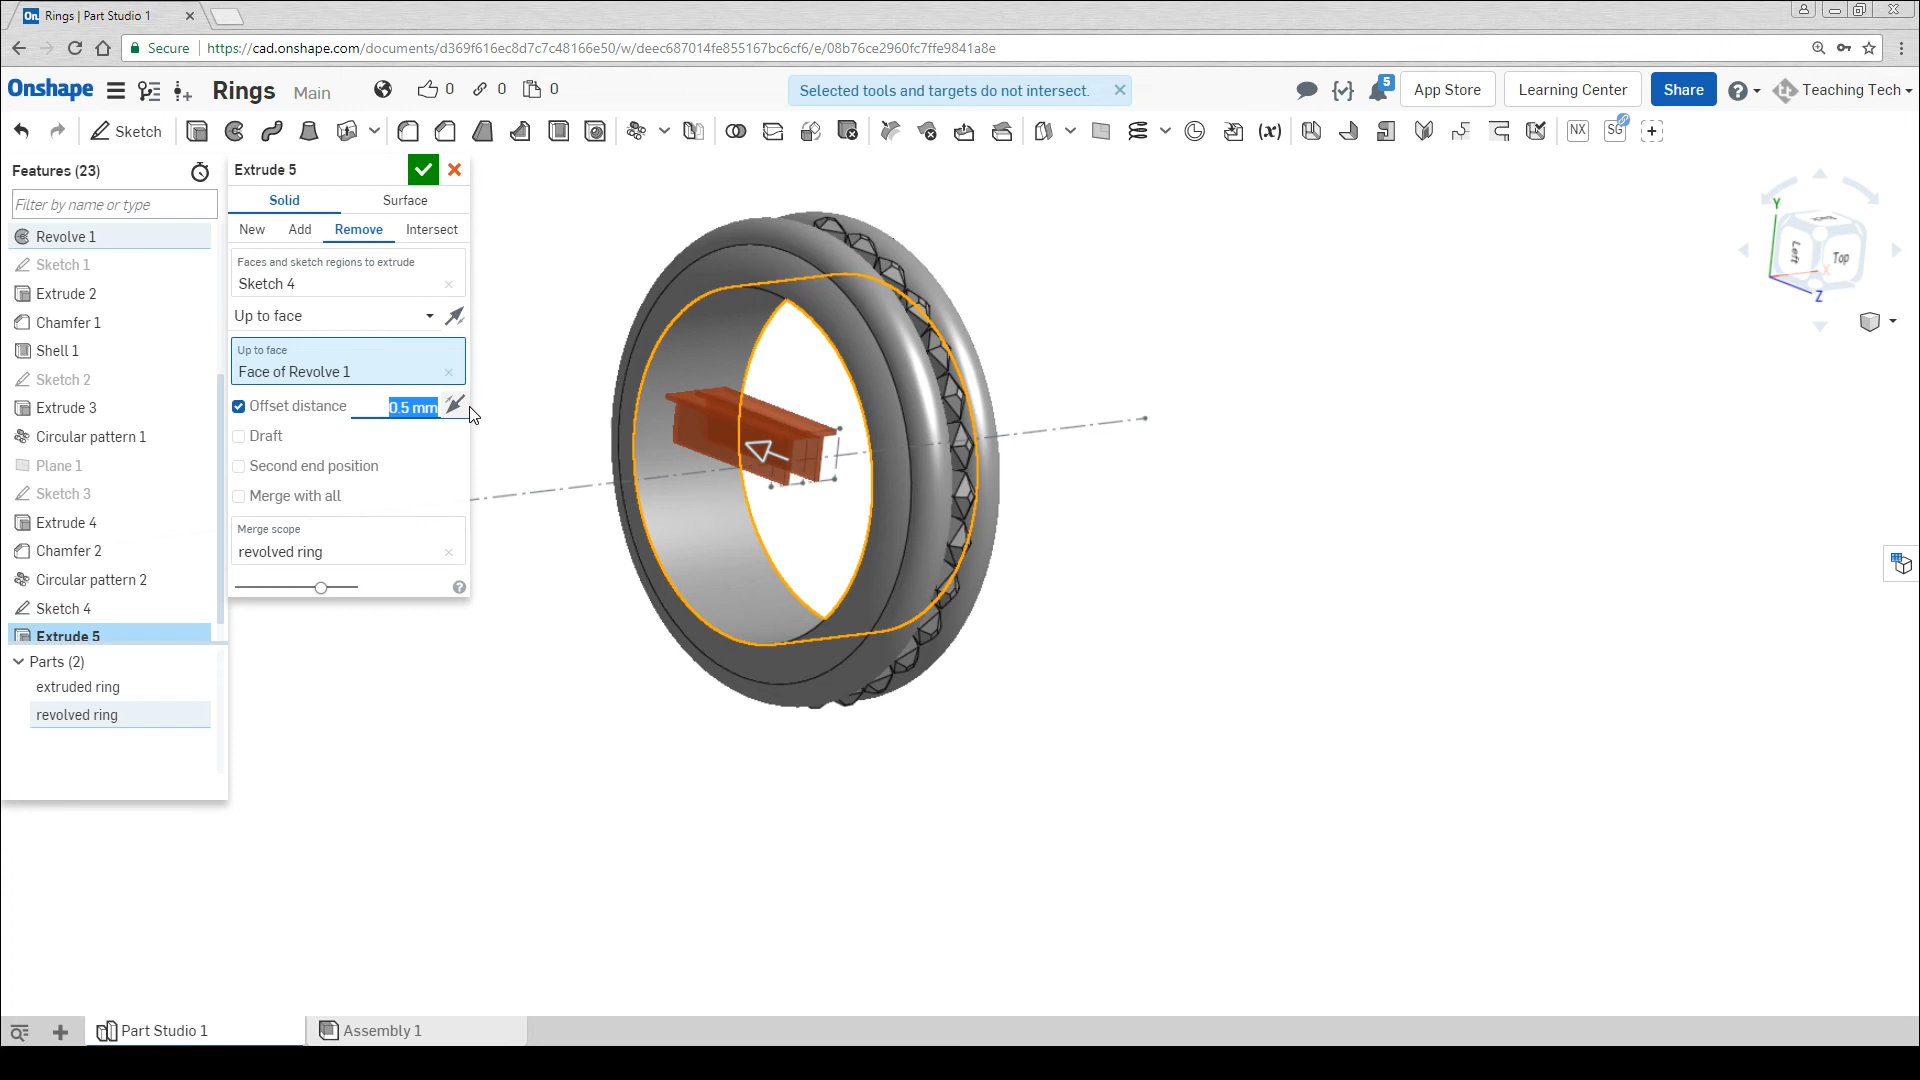 Rings | Part Studio 1
Secure
https://cad.onshape.com/documents/d369f616ec8d7c7c48166e50/w/deec687014fe855167bc6cf6/e/08b76ce2960fc7ffe9841a8e
Onshape
Rings Main
0 0 0
Selected tools and targets do not intersect.
5
App Store
Learning Center
Share
Teaching Tech
Sketch
(x)
NX
SG
Features (23)
Filter by name or type
Revolve 1
Sketch 1
Extrude 2
Chamfer 1
Shell 1
Sketch 2
Extrude 3
Circular pattern 1
Plane 1
Sketch 3
Extrude 4
Chamfer 2
Circular pattern 2
Sketch 4
Extrude 5
Parts (2)
extruded ring
revolved ring
Extrude 5
Solid Surface
New Add Remove Intersect
Faces and sketch regions to extrude
Sketch 4
Up to face
Up to face
Face of Revolve 1
Offset distance 0.5 mm
Draft
Second end position
Merge with all
Merge scope
revolved ring
Y
Left
Top
X
Z
Part Studio 1
Assembly 1